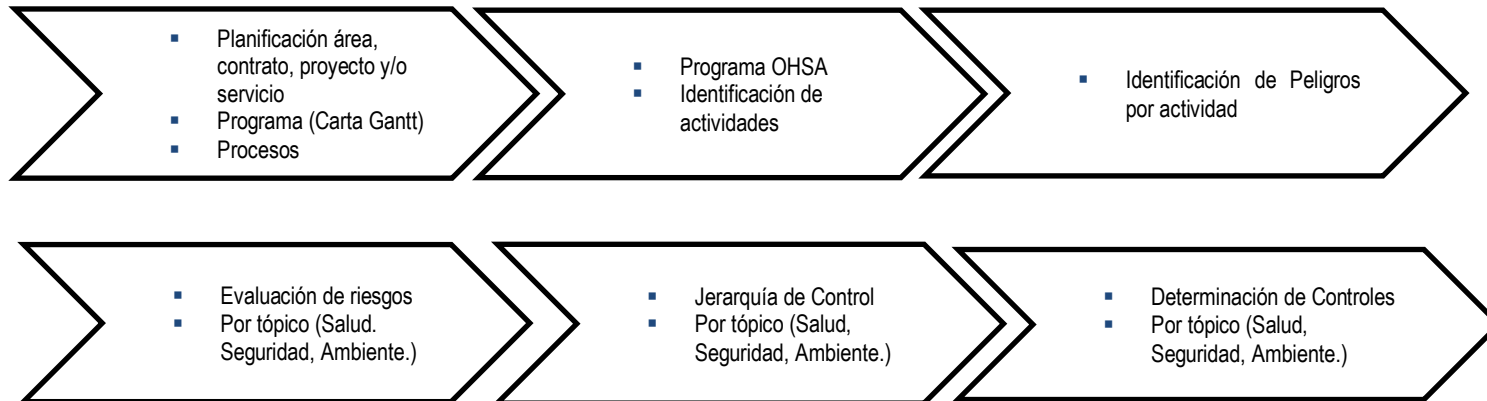 ▪ Planificación área,
contrato, proyecto y/o
servicio
▪ Programa (Carta Gantt)
▪ Procesos
▪ Programa OHSA
▪ Identificación de
actividades
▪ Identificación de Peligros
por actividad
▪ Evaluación de riesgos
▪ Por tópico (Salud.
Seguridad, Ambiente.)
▪ Jerarquía de Control
▪ Por tópico (Salud,
Seguridad, Ambiente.)
▪ Determinación de Controles
▪ Por tópico (Salud,
Seguridad, Ambiente.)